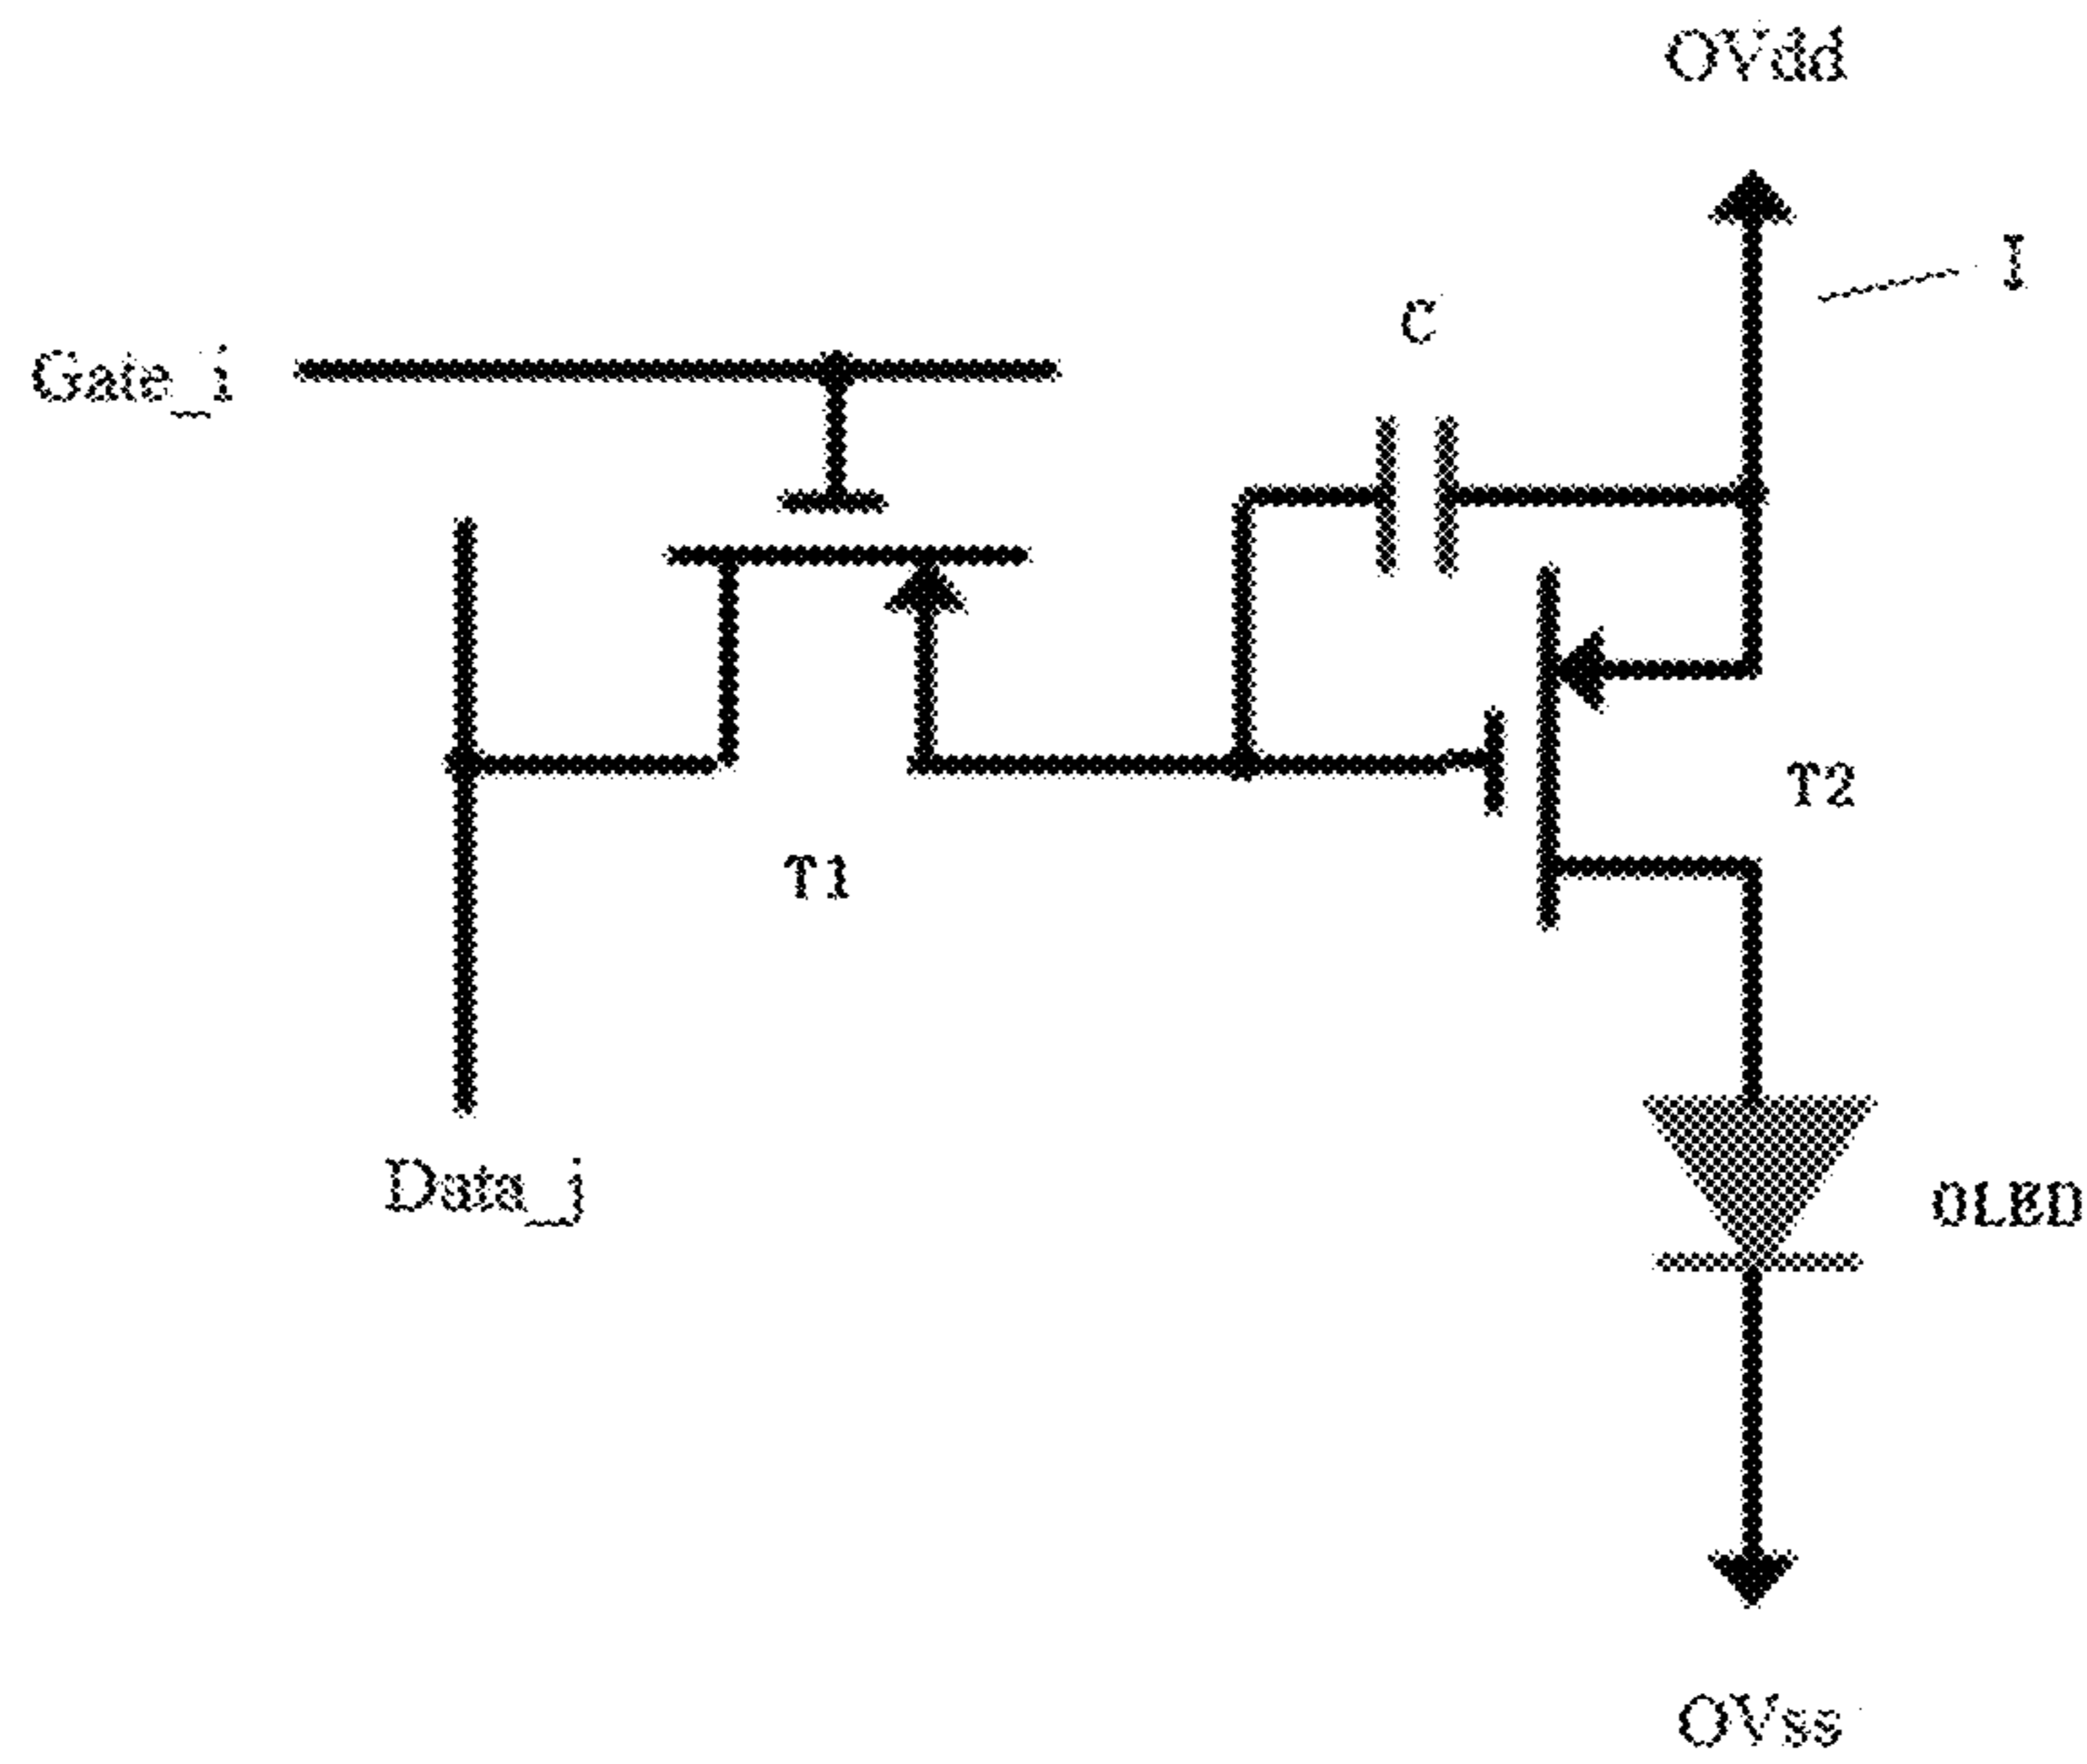 OVdd
I
C
Gate_i
T2
T1
Data_j
OLED
OVss